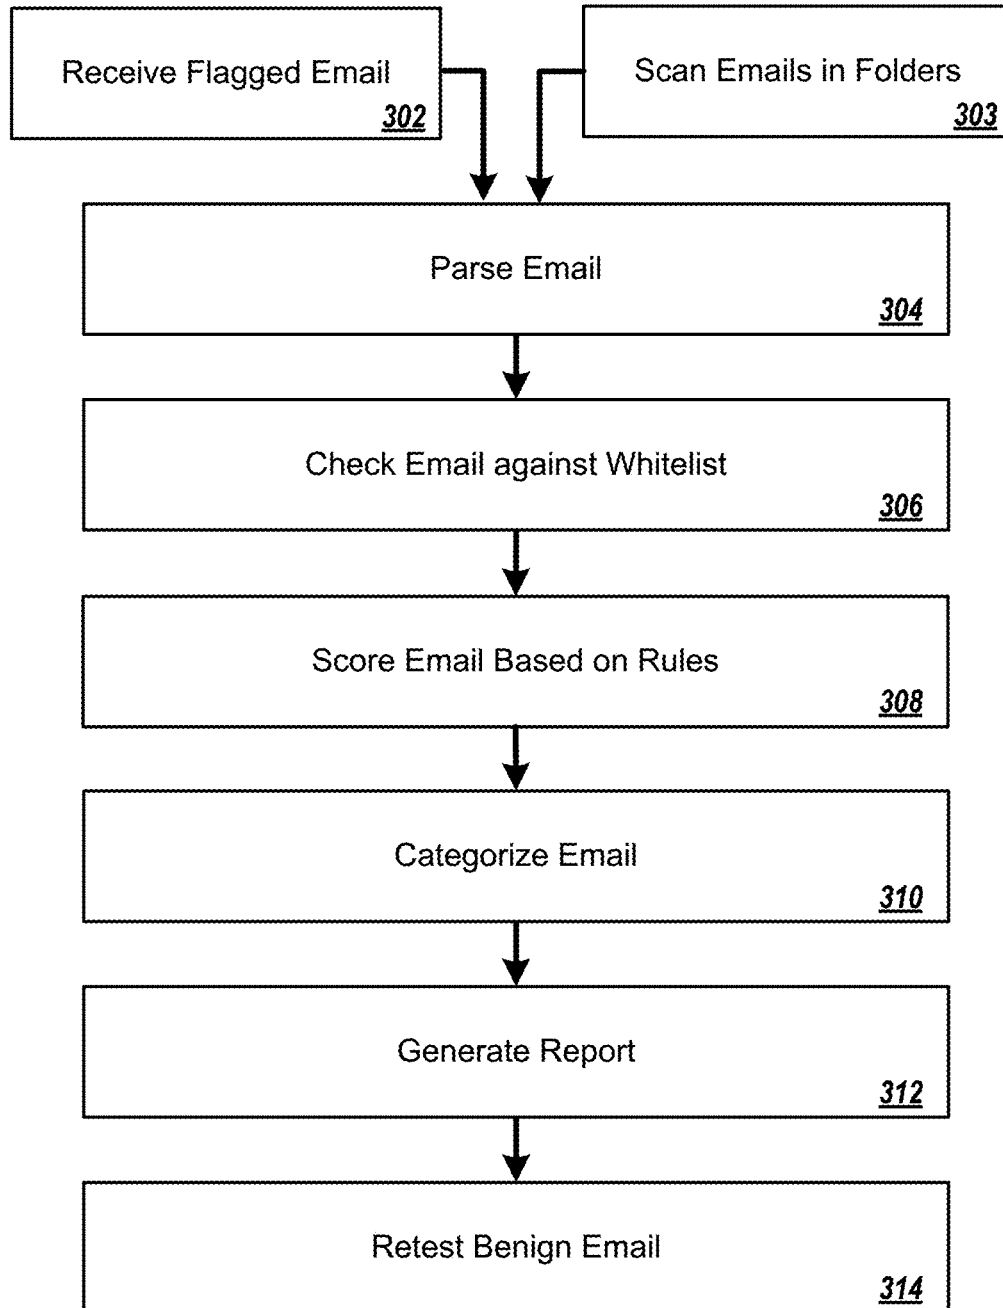 Receive Flagged Email
302
Scan Emails in Folders
303
Parse Email
304
Check Email against Whitelist
306
Score Email Based on Rules
308
Categorize Email
310
Generate Report
312
Retest Benign Email
314